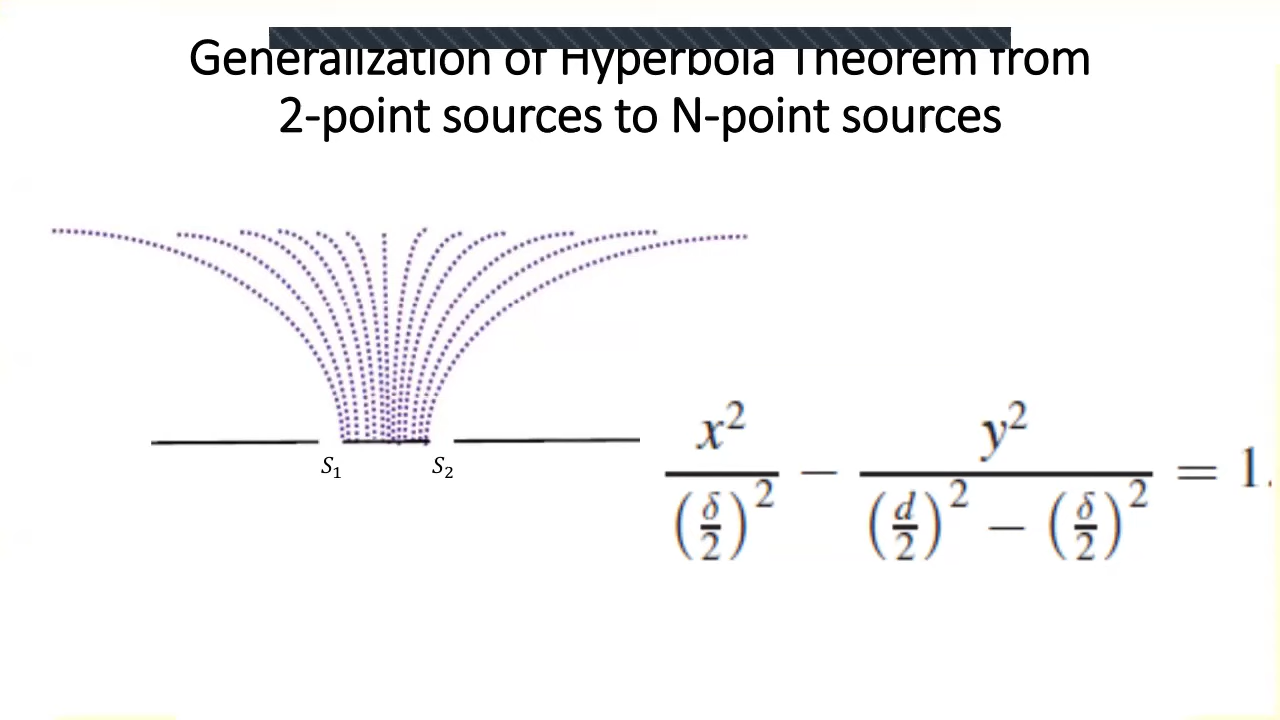 Generalization of Hyperbola Theorem from
2-point sources to N-point sources
S₁ S₂
x²/(δ/2)² − y²/((d/2)² − (δ/2)²) = 1.